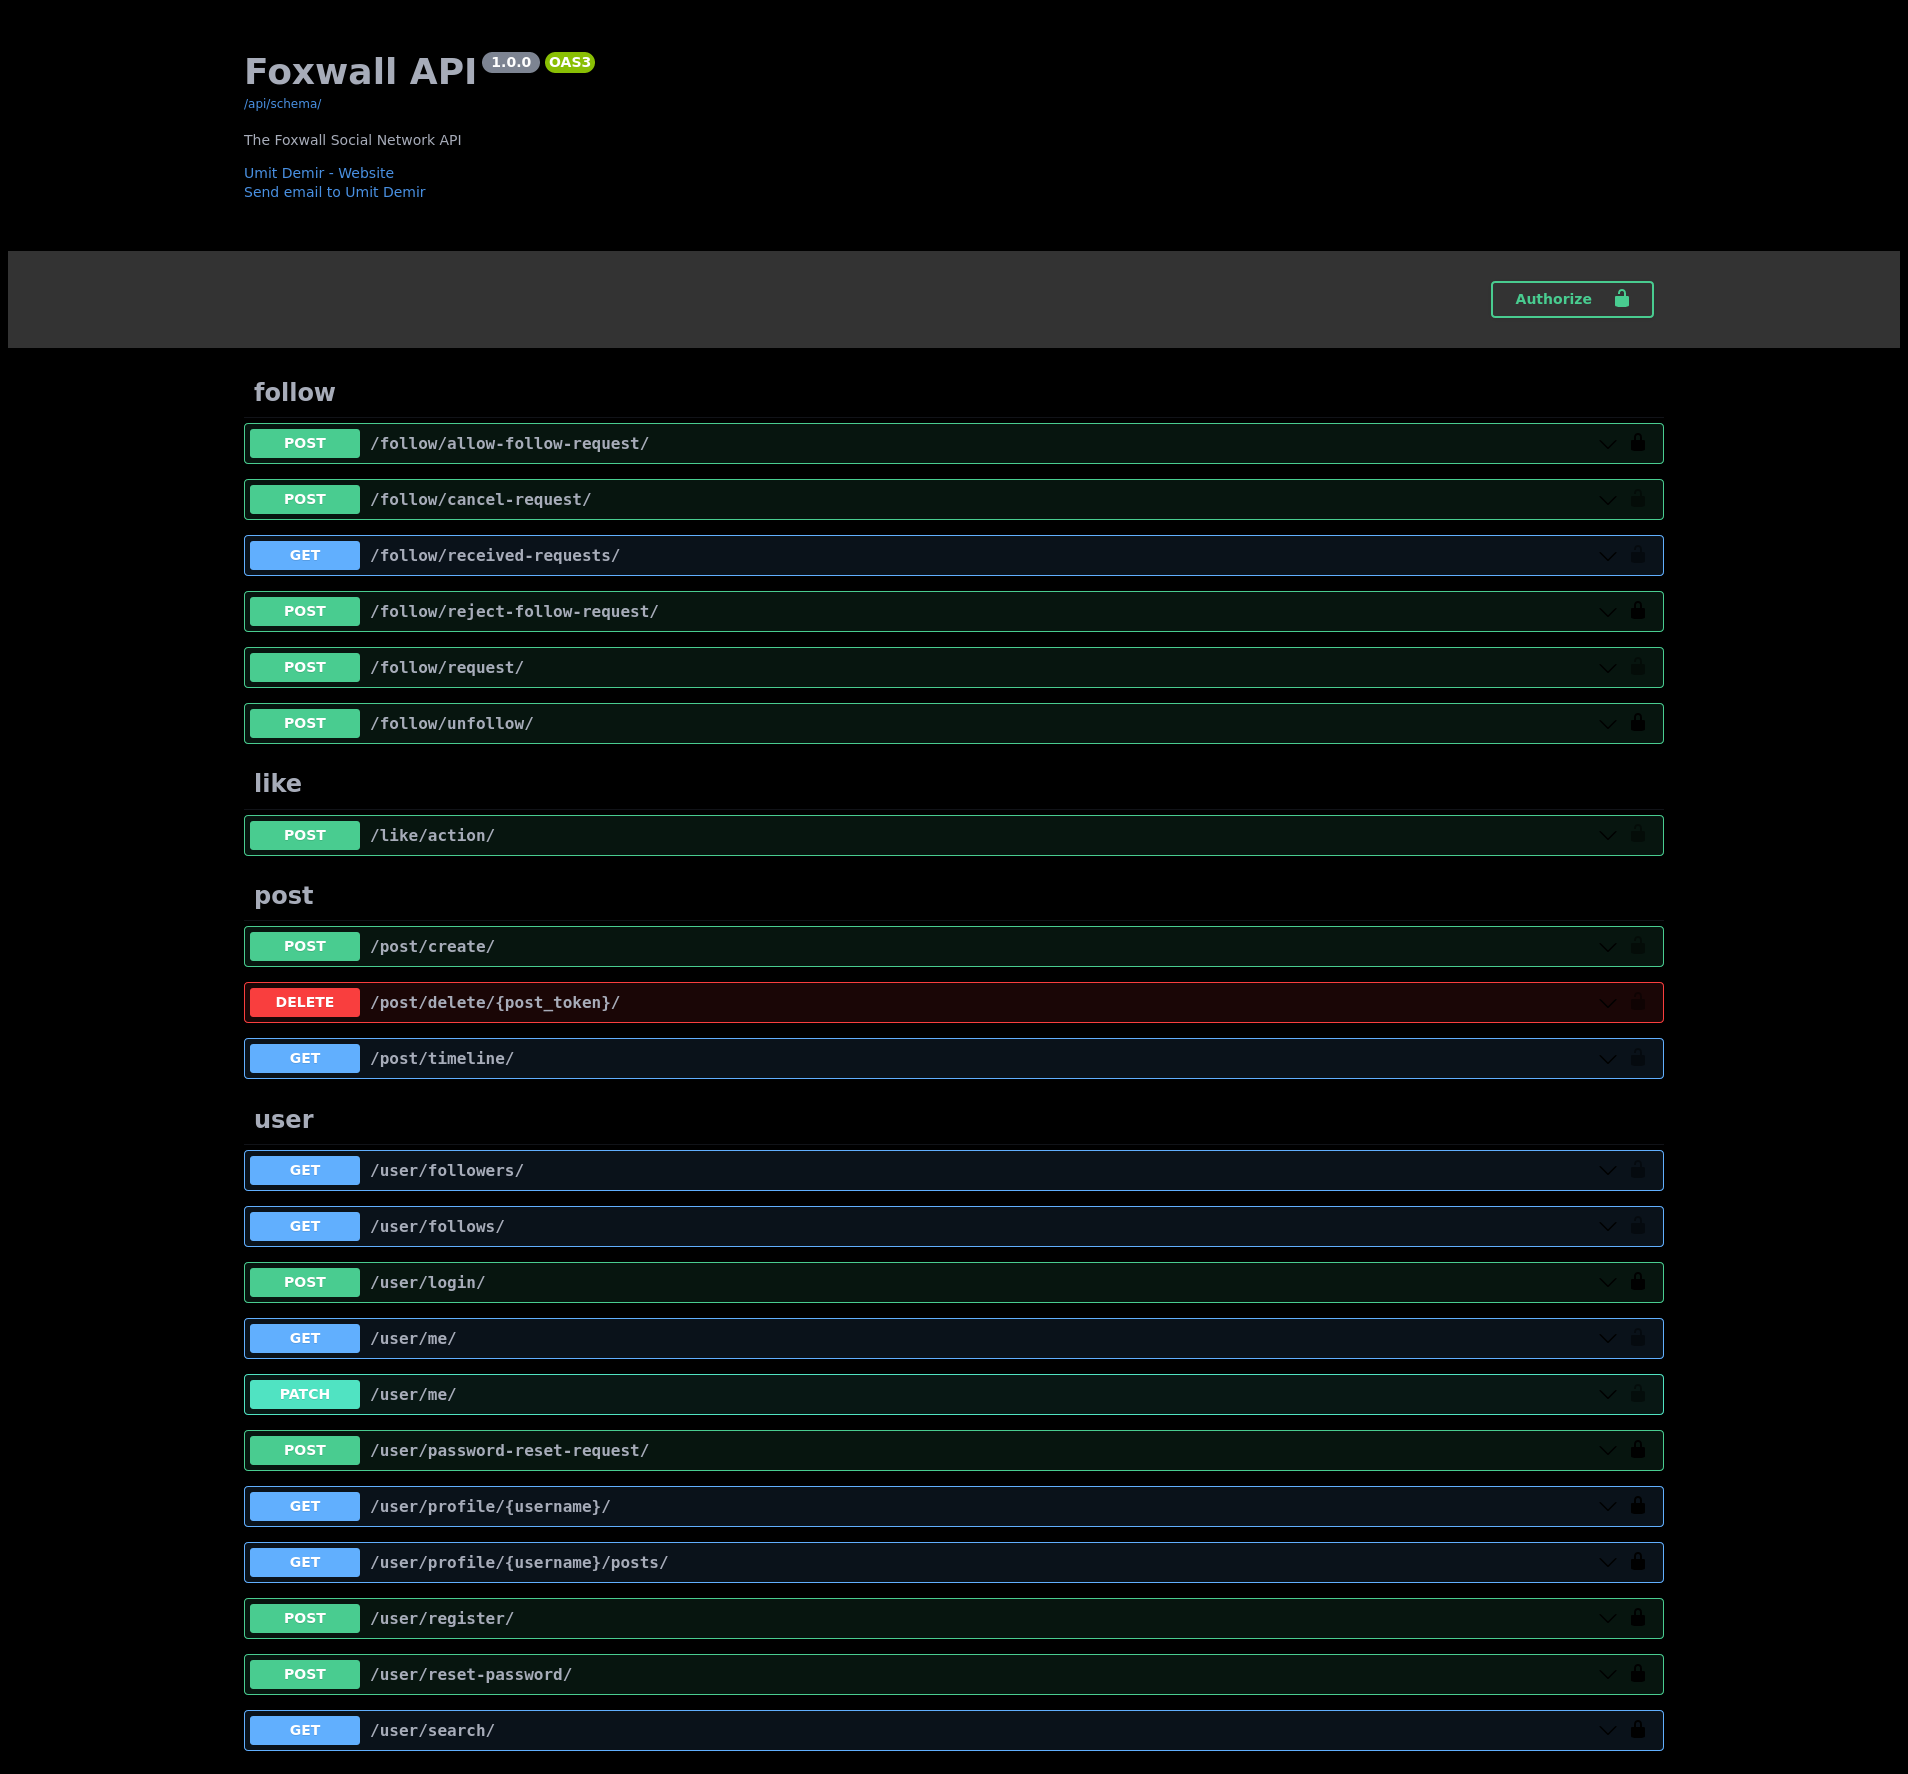 Foxwall API 1.0.0 OAS3
/api/schema/
The Foxwall Social Network API
Umit Demir - Website
Send email to Umit Demir
Authorize
follow
POST /follow/allow-follow-request/
POST /follow/cancel-request/
GET /follow/received-requests/
POST /follow/reject-follow-request/
POST /follow/request/
POST /follow/unfollow/
like
POST /like/action/
post
POST /post/create/
DELETE /post/delete/{post_token}/
GET /post/timeline/
user
GET /user/followers/
GET /user/follows/
POST /user/login/
GET /user/me/
PATCH /user/me/
POST /user/password-reset-request/
GET /user/profile/{username}/
GET /user/profile/{username}/posts/
POST /user/register/
POST /user/reset-password/
GET /user/search/